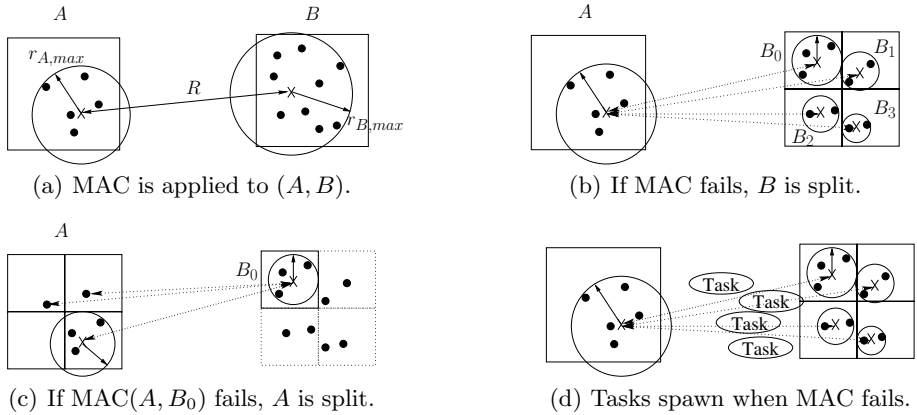 A
B
r_{A,max}
R
r_{B,max}
(a) MAC is applied to (A, B).
A
B_0
B_1
B_2
B_3
(b) If MAC fails, B is split.
A
B_0
(c) If MAC(A, B_0) fails, A is split.
Task
Task
Task
Task
(d) Tasks spawn when MAC fails.